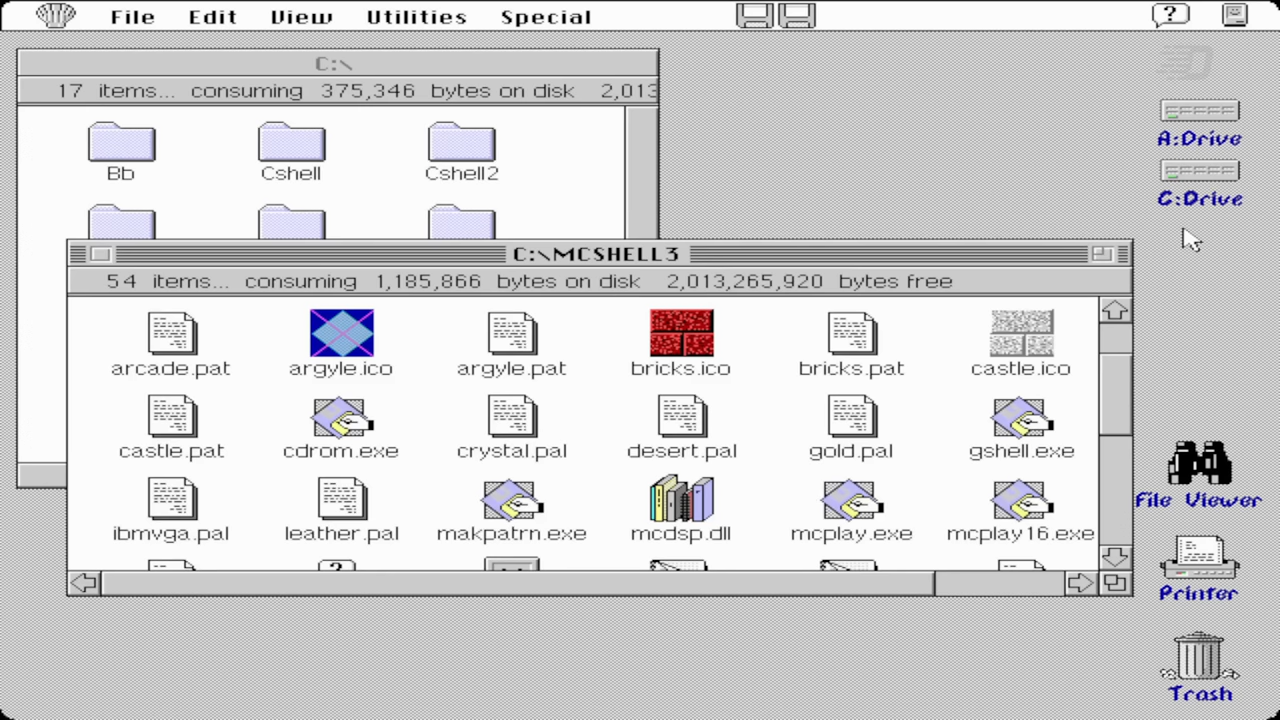 File Edit View Utilities Special ?
C:\
17 items... consuming 375,346 bytes on disk 2,013
Bb Cshell Cshell2
A:Drive
C:Drive
C:\MCSHELL3
54 items... consuming 1,185,866 bytes on disk 2,013,265,920 bytes free
arcade.pat argyle.ico argyle.pat bricks.ico bricks.pat castle.ico
castle.pat cdrom.exe crystal.pal desert.pal gold.pal gshell.exe
ibmvga.pal leather.pal makpatrn.exe mcdsp.dll mcplay.exe mcplay16.exe
?
File Viewer
Printer
Trash